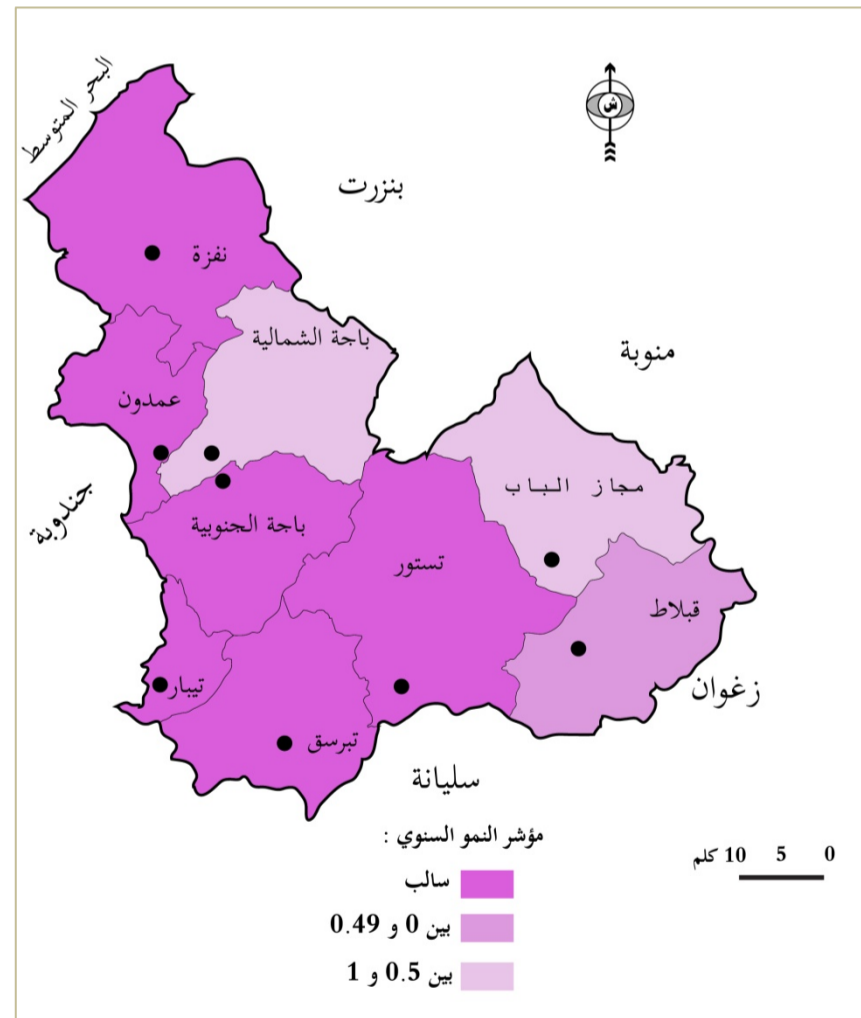 البحر المتوسط
ش
بنزرت
نفزة
باجة الشمالية
منوبة
عمدون
مجاز الباب
جندوبة
باجة الجنوبية
تستور
قبلاط
زغوان
تيبار
تبرسق
سليانة
مؤشر النمو السنوي :
سالب
بين 0 و 0.49
بين 0.5 و 1
0 5 10 كلم